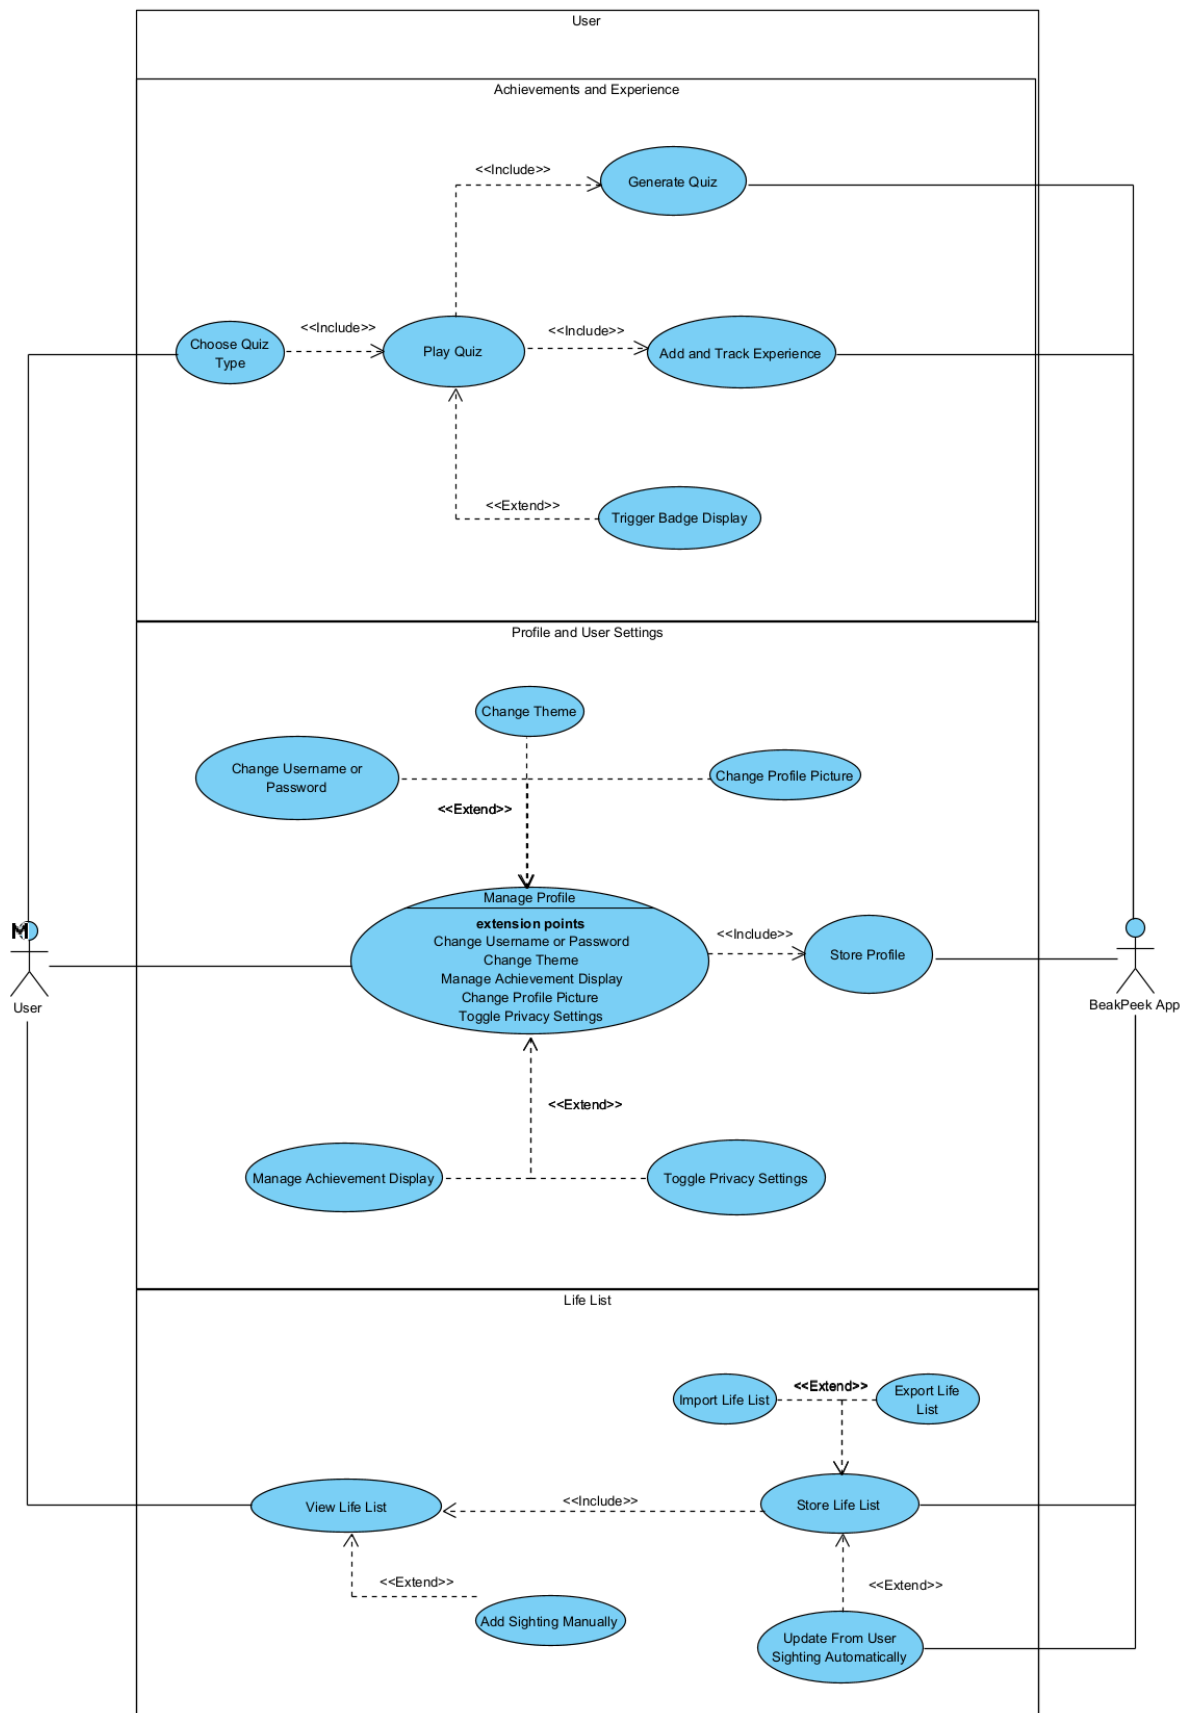 User
Achievements and Experience
<<Include>>
Generate Quiz
<<Include>>
<<Include>>
Choose Quiz
Type
Play Quiz
Add and Track Experience
<<Extend>>
Trigger Badge Display
Profile and User Settings
Change Theme
Change Username or
Password
Change Profile Picture
<<Extend>>
Manage Profile
extension points
Change Username or Password
Change Theme
Manage Achievement Display
Change Profile Picture
Toggle Privacy Settings
<<Include>>
Store Profile
M
User
BeakPeek App
<<Extend>>
Manage Achievement Display
Toggle Privacy Settings
Life List
Import Life List
<<Extend>>
Export Life
List
View Life List
<<Include>>
Store Life List
<<Extend>>
<<Extend>>
Add Sighting Manually
Update From User
Sighting Automatically